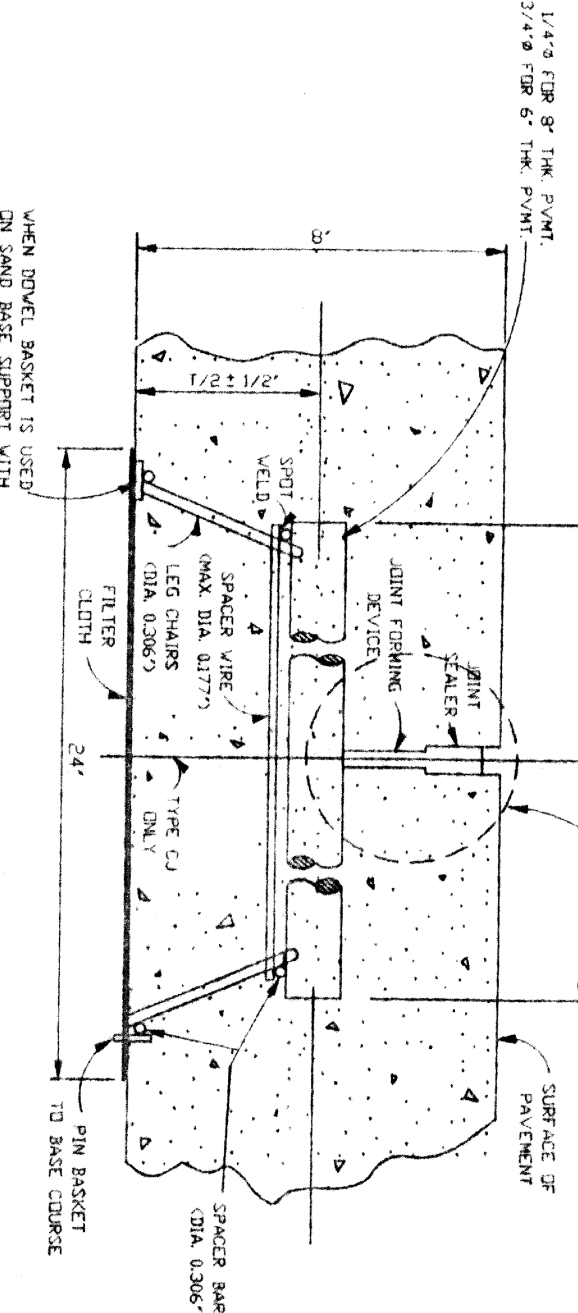 1/4"Ø FOR 8" THK. PVMT.
3/4"Ø FOR 6" THK. PVMT.
SURFACE OF
PAVEMENT
8"
T/2 ± 1/2"
JOINT
SEALER
JOINT FORMING
DEVICE
SPOT
WELD
SPACER WIRE
(MAX. DIA. 0.177")
LEG CHAIRS
(DIA. 0.306")
TYPE CJ
ONLY
FILTER
CLOTH
24"
SPACER BAR
(DIA. 0.306"
PIN BASKET
TO BASE COURSE
WHEN DOWEL BASKET IS USED
ON SAND BASE SUPPORT WITH